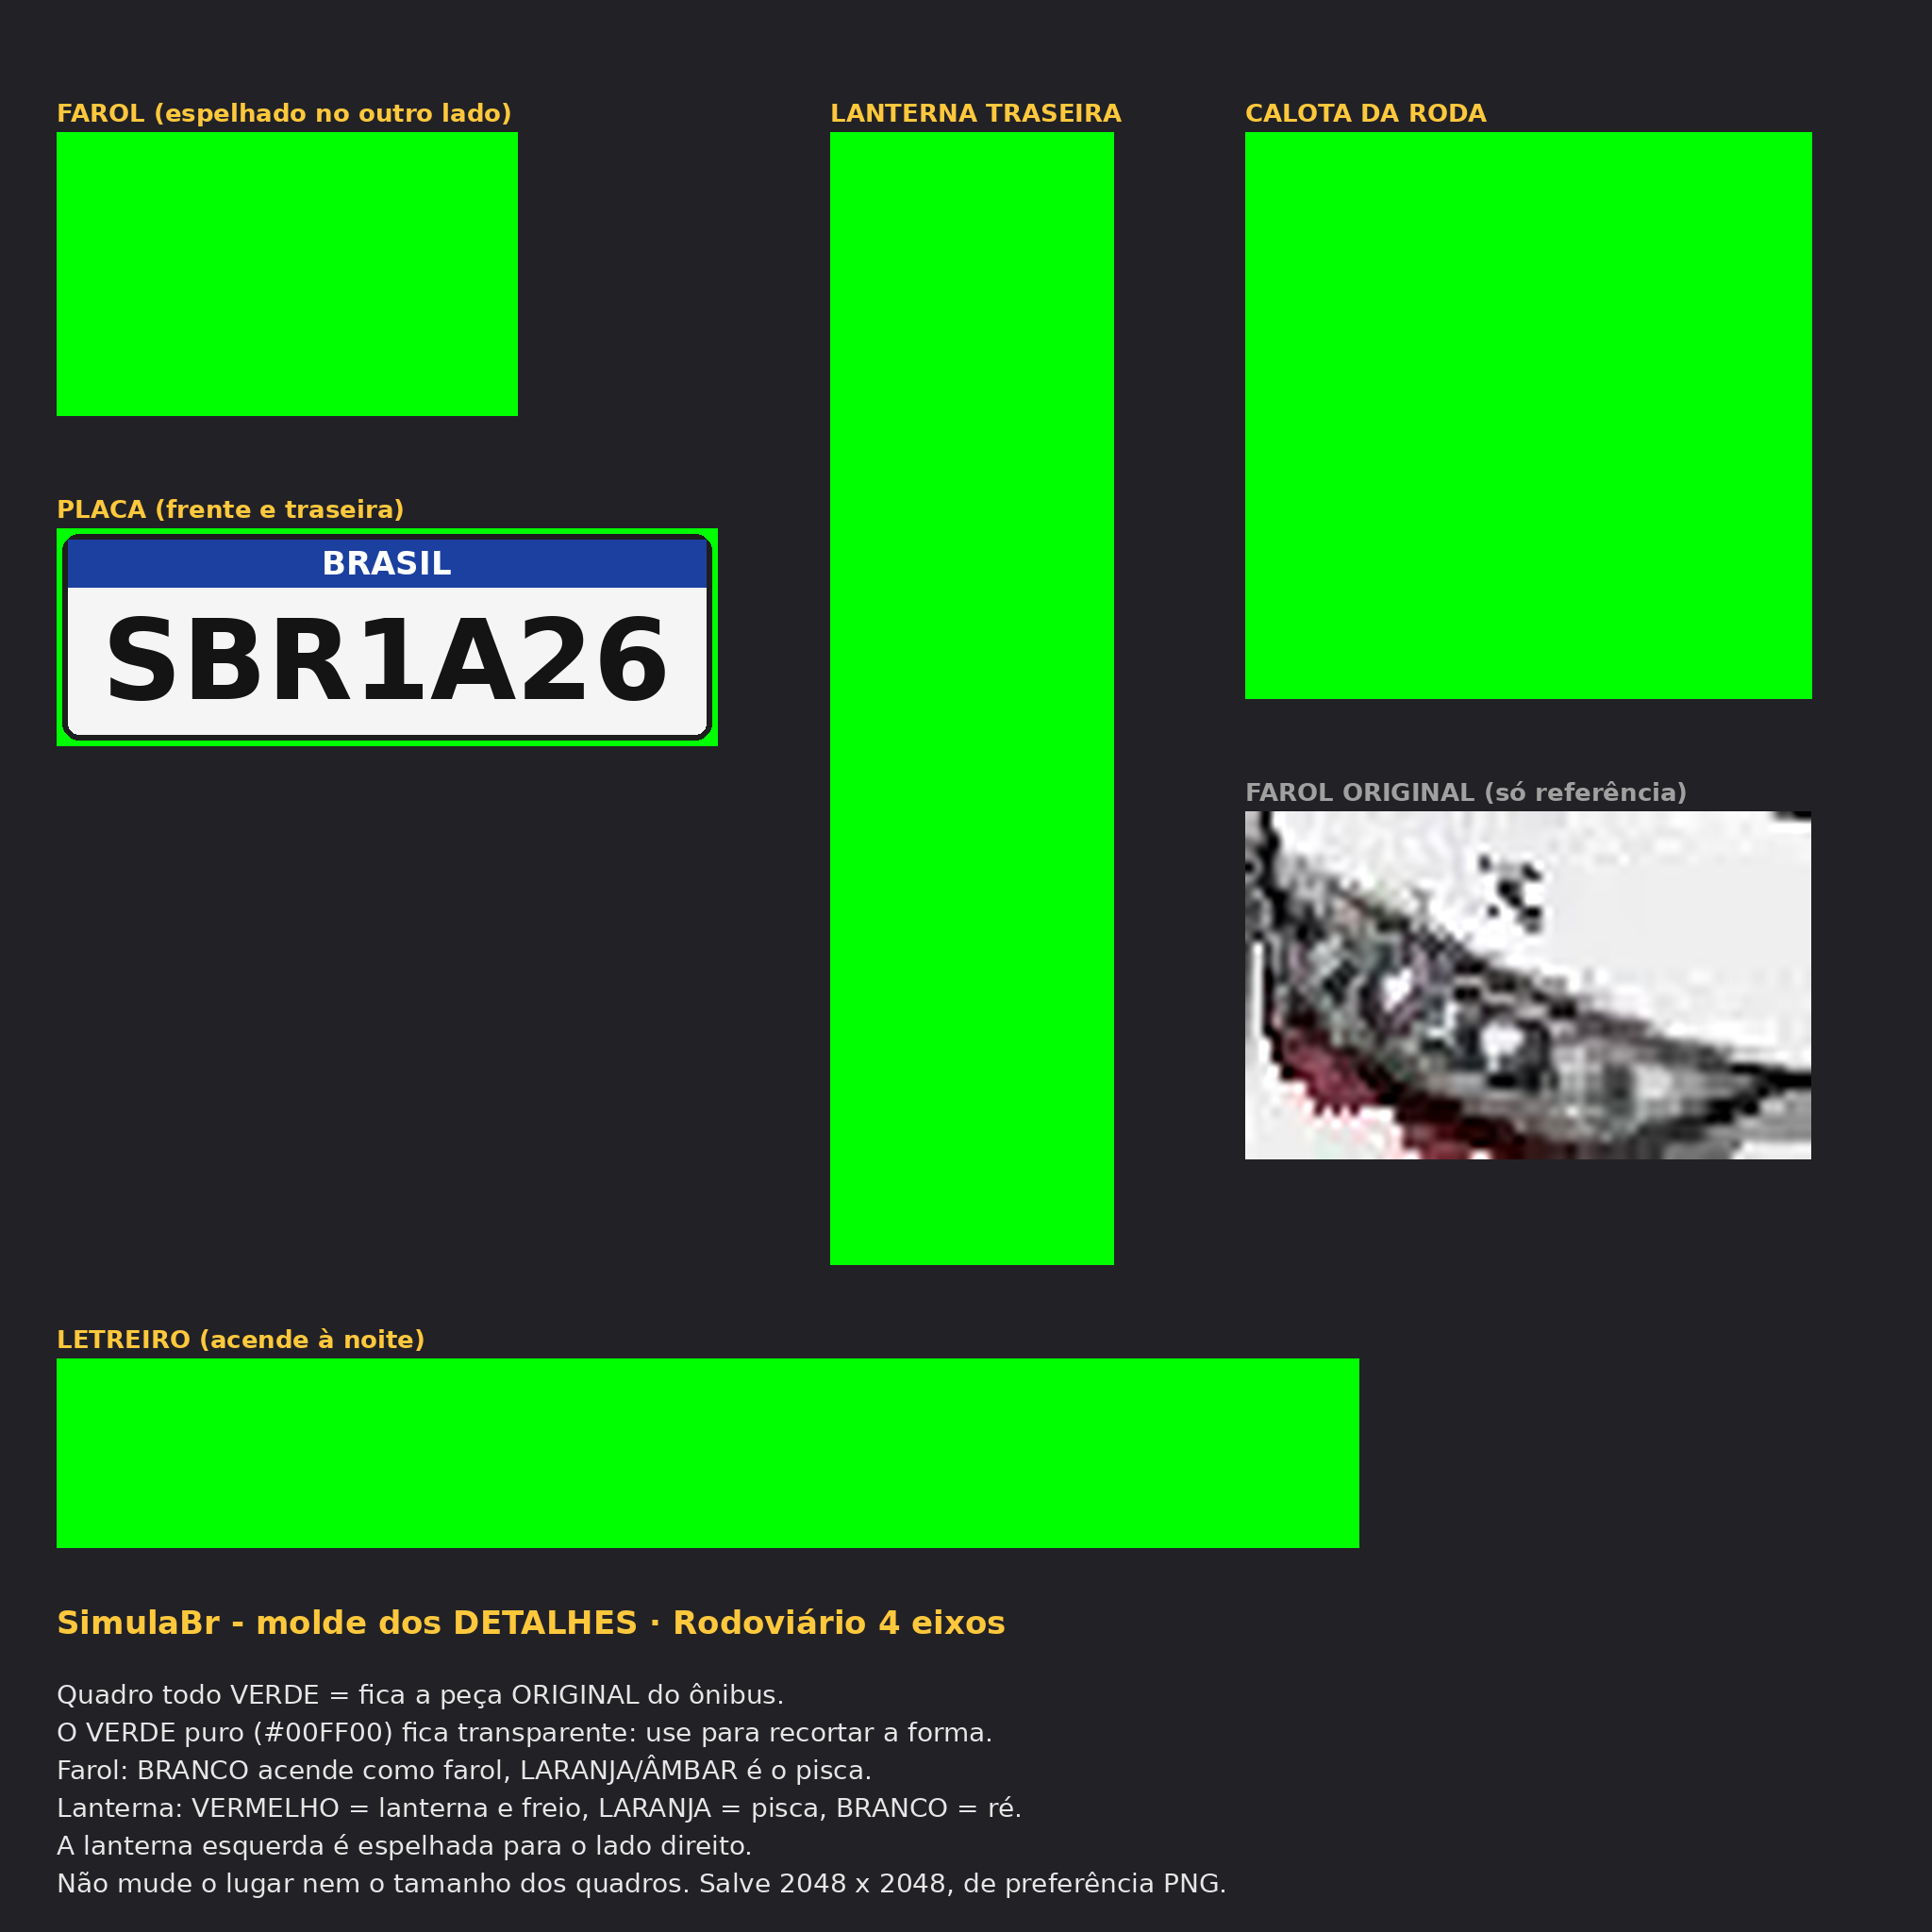 FAROL (espelhado no outro lado)
LANTERNA TRASEIRA
CALOTA DA RODA
PLACA (frente e traseira)
BRASIL
SBR1A26
FAROL ORIGINAL (só referência)
LETREIRO (acende à noite)
SimulaBr - molde dos DETALHES · Rodoviário 4 eixos
Quadro todo VERDE = fica a peça ORIGINAL do ônibus.
O VERDE puro (#00FF00) fica transparente: use para recortar a forma.
Farol: BRANCO acende como farol, LARANJA/ÂMBAR é o pisca.
Lanterna: VERMELHO = lanterna e freio, LARANJA = pisca, BRANCO = ré.
A lanterna esquerda é espelhada para o lado direito.
Não mude o lugar nem o tamanho dos quadros. Salve 2048 x 2048, de preferência PNG.